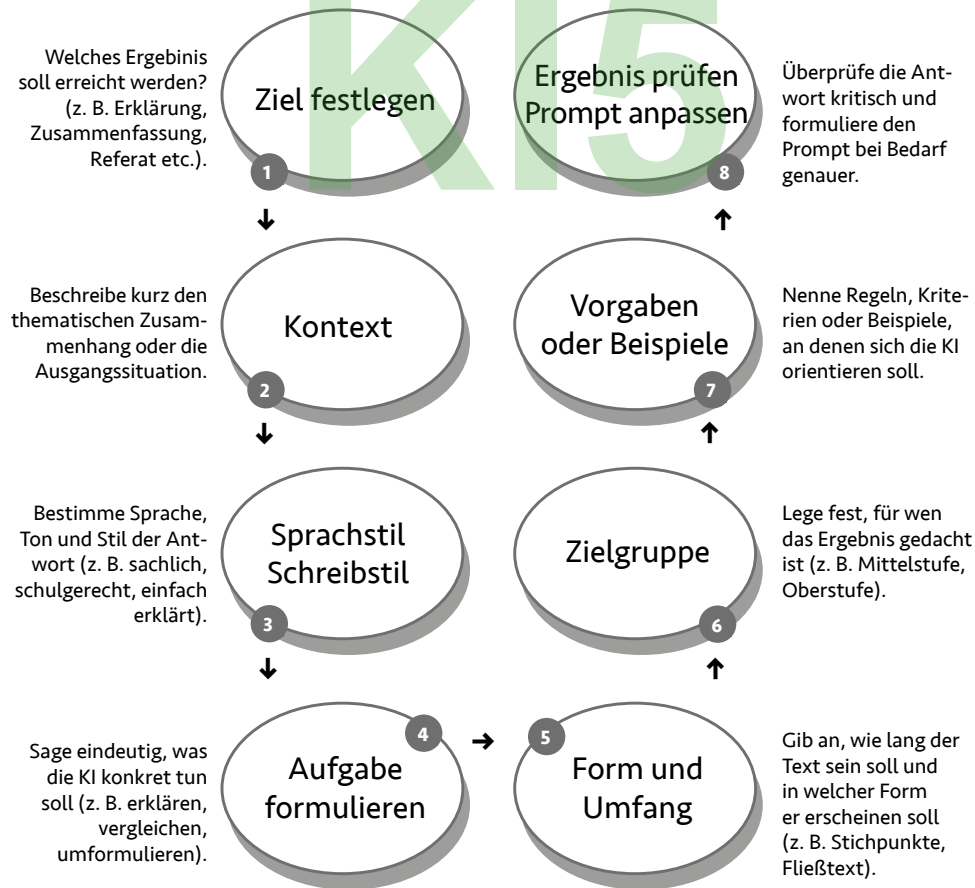 KI5
Welches Ergebinis
soll erreicht werden?
(z. B. Erklärung,
Zusammenfassung,
Referat etc.).
Ziel festlegen
1
Beschreibe kurz den
thematischen Zusam-
menhang oder die
Ausgangssituation.
Kontext
2
Bestimme Sprache,
Ton und Stil der Ant-
wort (z. B. sachlich,
schulgerecht, einfach
erklärt).
Sprachstil
Schreibstil
3
Sage eindeutig, was
die KI konkret tun
soll (z. B. erklären,
vergleichen,
umformulieren).
Aufgabe
formulieren
4
5
Form und
Umfang
Gib an, wie lang der
Text sein soll und
in welcher Form
er erscheinen soll
(z. B. Stichpunkte,
Fließtext).
Zielgruppe
6
Lege fest, für wen
das Ergebnis gedacht
ist (z. B. Mittelstufe,
Oberstufe).
Vorgaben
oder Beispiele
7
Nenne Regeln, Krite-
rien oder Beispiele,
an denen sich die KI
orientieren soll.
Ergebnis prüfen
Prompt anpassen
8
Überprüfe die Ant-
wort kritisch und
formuliere den
Prompt bei Bedarf
genauer.